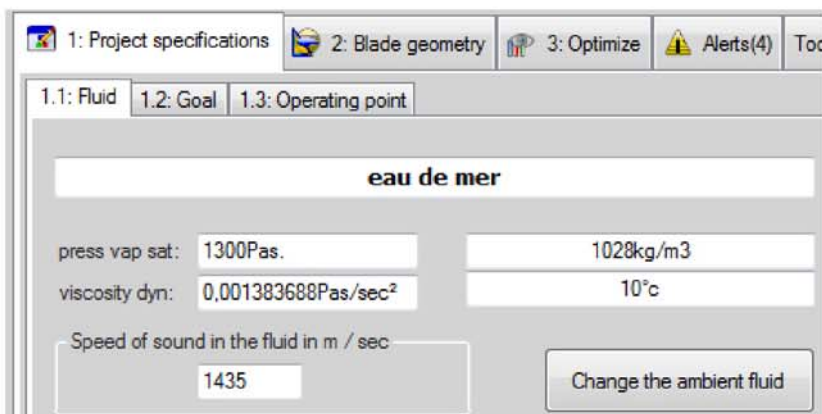 1: Project specifications 2: Blade geometry 3: Optimize Alerts(4)
1.1: Fluid 1.2: Goal 1.3: Operating point
eau de mer
press vap sat: 1300Pas. 1028kg/m3
viscosity dyn: 0,001383688Pas/sec² 10°c
Speed of sound in the fluid in m / sec
1435 Change the ambient fluid